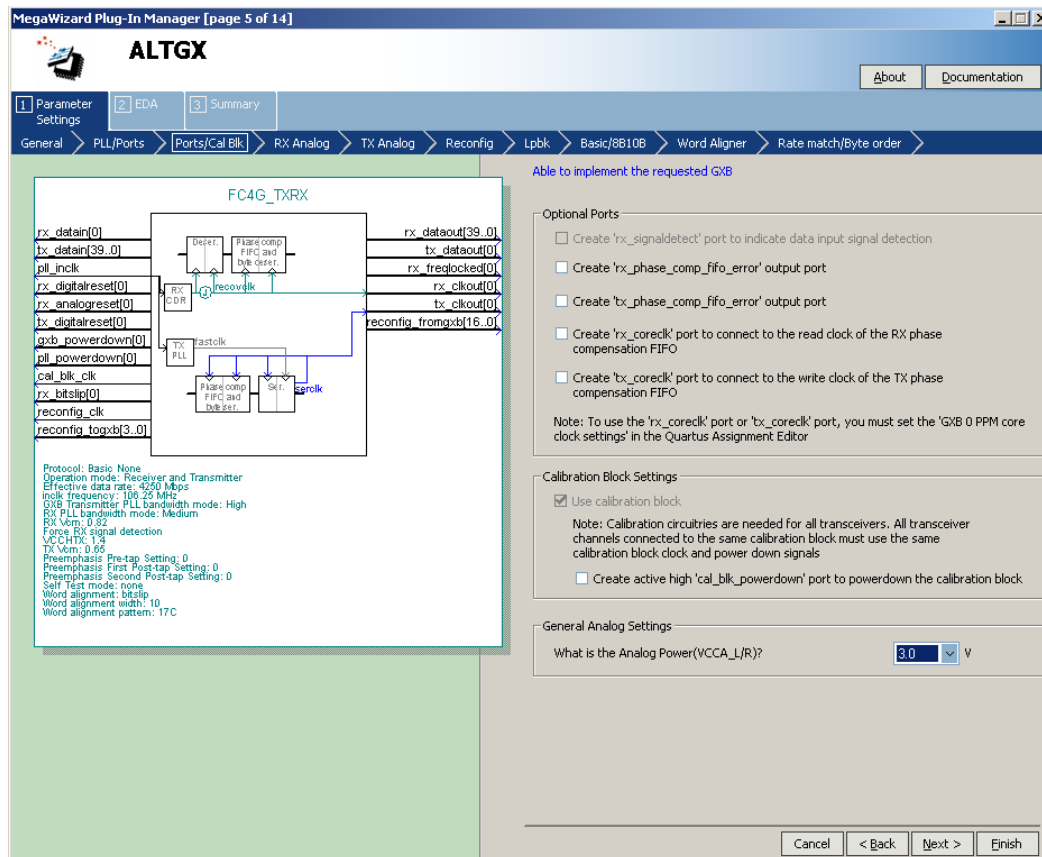 MegaWizard Plug-In Manager [page 5 of 14]
ALTGX
About
Documentation
1 Parameter Settings
2 EDA
3 Summary
General
PLL/Ports
Ports/Cal Blk
RX Analog
TX Analog
Reconfig
Lpbk
Basic/8B10B
Word Aligner
Rate match/Byte order
FC4G_TXRX
rx_datain[0]
tx_datain[39..0]
pll_inclk
rx_digitalreset[0]
rx_analogreset[0]
tx_digitalreset[0]
gxb_powerdown[0]
pll_powerdown[0]
cal_blk_clk
rx_bitslip[0]
reconfig_clk
reconfig_togxb[3..0]
Deser.
Phase comp
FIFO and
byte deser.
RX
CDR
recovclk
TX
PLL
fastclk
Phase comp
FIFO and
byte ser.
Ser.
serclk
rx_dataout[39..0]
tx_dataout[0]
rx_freqlocked[0]
rx_clkout[0]
tx_clkout[0]
reconfig_fromgxb[16..0]
Protocol: Basic None
Operation mode: Receiver and Transmitter
Effective data rate: 4250 Mbps
inclk frequency: 106.25 MHz
GXB Transmitter PLL bandwidth mode: High
RX PLL bandwidth mode: Medium
RX Vcm: 0.82
Force RX signal detection
VCCHTX: 1.4
TX Vcm: 0.65
Preemphasis Pre-tap Setting: 0
Preemphasis First Post-tap Setting: 0
Preemphasis Second Post-tap Setting: 0
Self Test mode: none
Word alignment: bitslip
Word alignment width: 10
Word alignment pattern: 17C
Able to implement the requested GXB
Optional Ports
Create 'rx_signaldetect' port to indicate data input signal detection
Create 'rx_phase_comp_fifo_error' output port
Create 'tx_phase_comp_fifo_error' output port
Create 'rx_coreclk' port to connect to the read clock of the RX phase
compensation FIFO
Create 'tx_coreclk' port to connect to the write clock of the TX phase
compensation FIFO
Note: To use the 'rx_coreclk' port or 'tx_coreclk' port, you must set the 'GXB 0 PPM core
clock settings' in the Quartus Assignment Editor
Calibration Block Settings
Use calibration block
Note: Calibration circuitries are needed for all transceivers. All transceiver
channels connected to the same calibration block must use the same
calibration block clock and power down signals
Create active high 'cal_blk_powerdown' port to powerdown the calibration block
General Analog Settings
What is the Analog Power(VCCA_L/R)?
3.0
V
Cancel
< Back
Next >
Finish